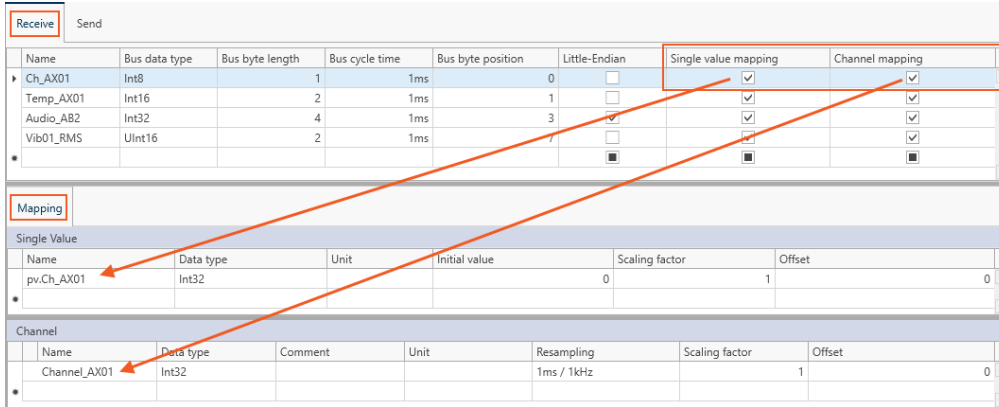 Receive Send
Name Bus data type Bus byte length Bus cycle time Bus byte position Little-Endian Single value mapping Channel mapping
Ch_AX01 Int8 1 1ms 0
Temp_AX01 Int16 2 1ms 1
Audio_AB2 Int32 4 1ms 3
Vib01_RMS UInt16 2 1ms 7
Mapping
Single Value
Name Data type Unit Initial value Scaling factor Offset
pv.Ch_AX01 Int32 0 1 0
Channel
Name Data type Comment Unit Resampling Scaling factor Offset
Channel_AX01 Int32 1ms / 1kHz 1 0